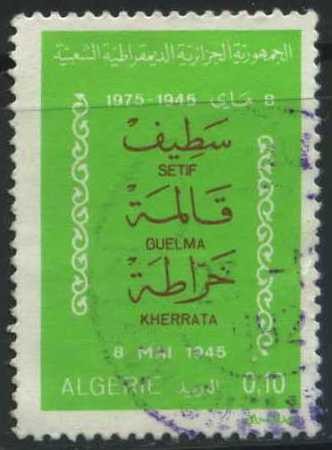 الجمهورية الجزائرية الديمقراطية الشعبية
8 ماي 1945-1975
سطيف
SETIF
قالمة
GUELMA
خراطة
KHERRATA
8 MAI 1945
ALGERIE البريد 0,10